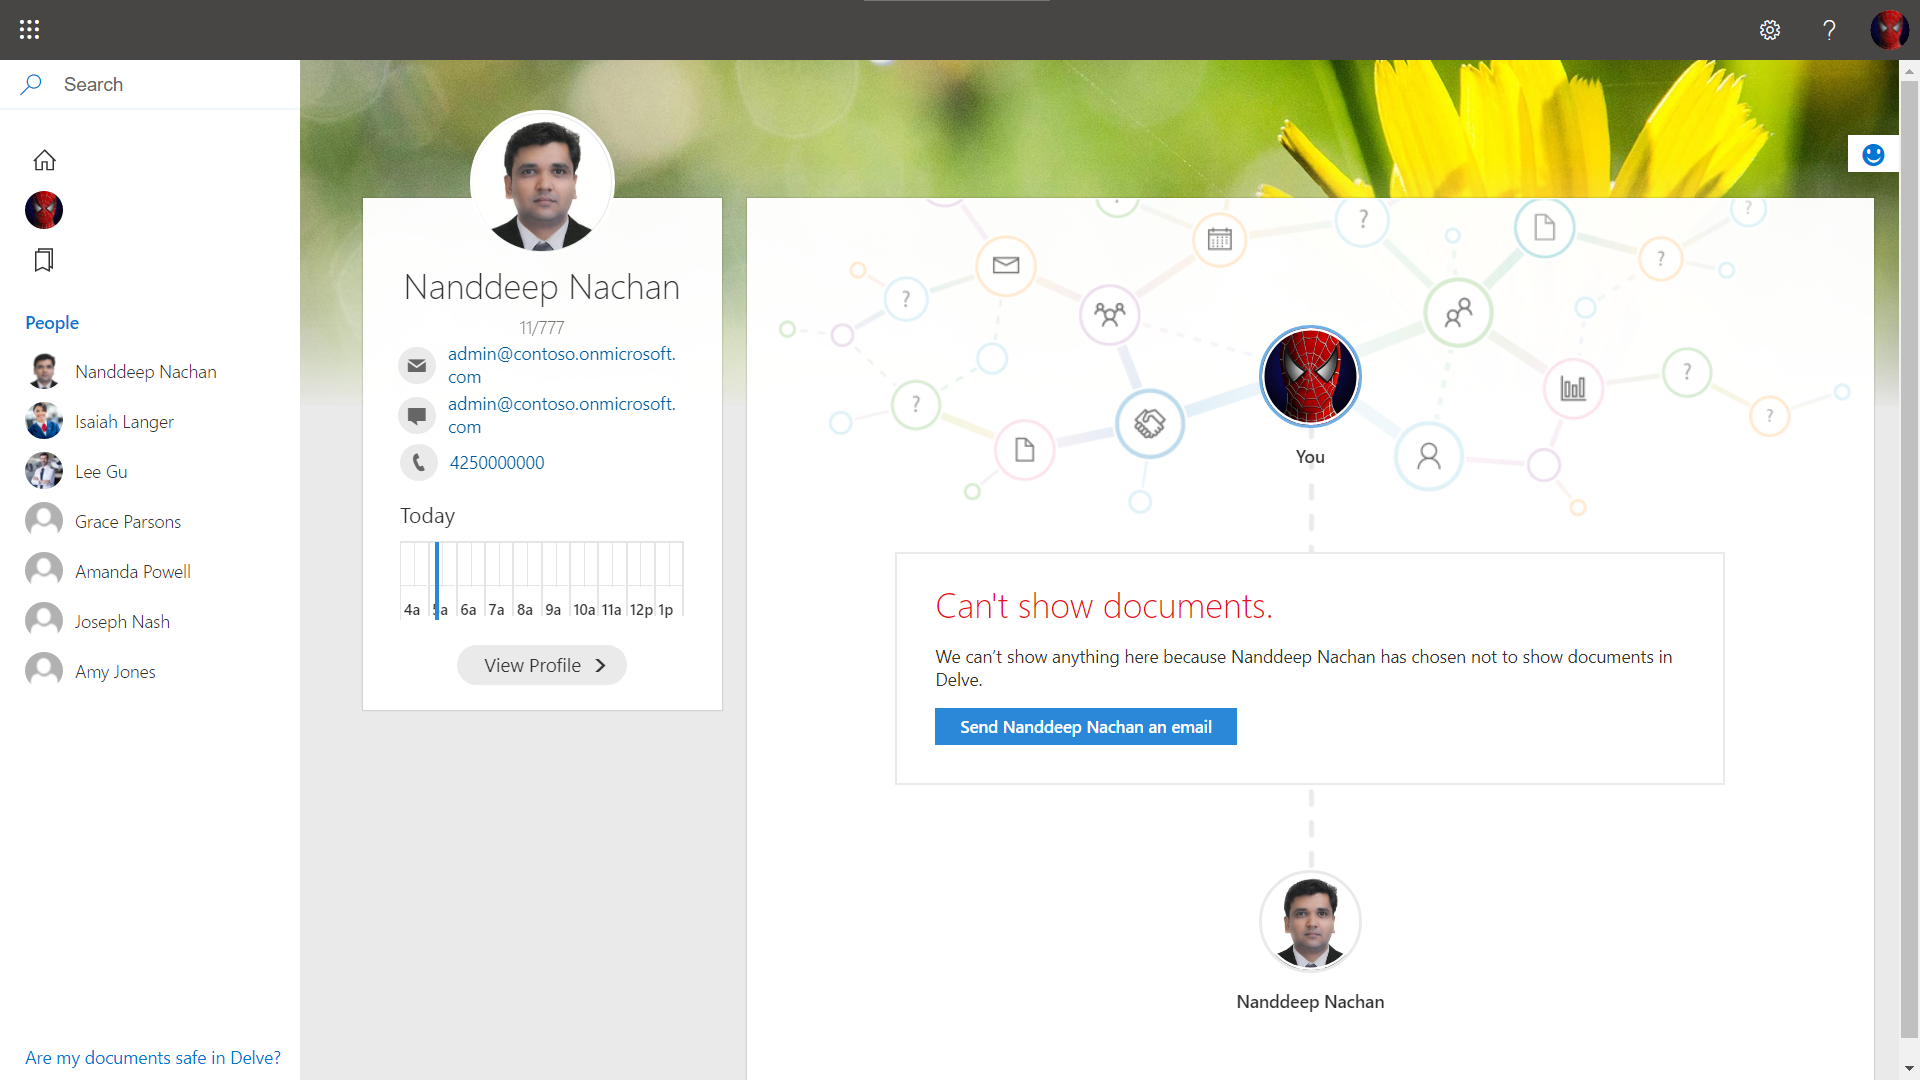 Search
People
Nanddeep Nachan
Isaiah Langer
Lee Gu
Grace Parsons
Amanda Powell
Joseph Nash
Amy Jones
Are my documents safe in Delve?
Nanddeep Nachan
11/777
admin@contoso.onmicrosoft.
com
admin@contoso.onmicrosoft.
com
4250000000
Today
4a 5a 6a 7a 8a 9a 10a 11a 12p 1p
View Profile
?
?
?
?
?
?
?
?
You
Can't show documents.
We can’t show anything here because Nanddeep Nachan has chosen not to show documents in
Delve.
Send Nanddeep Nachan an email
Nanddeep Nachan